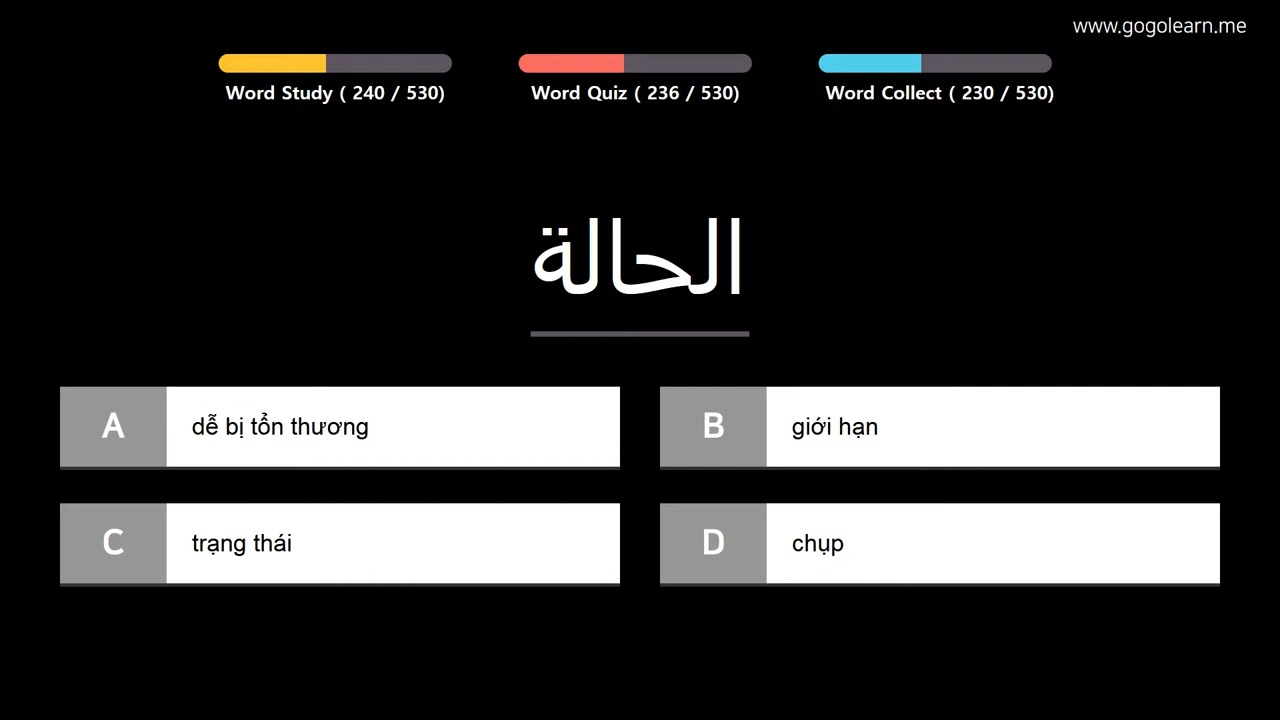 www.gogolearn.me
Word Study ( 240 / 530)
Word Quiz ( 236 / 530)
Word Collect ( 230 / 530)
الحالة
A dễ bị tổn thương
B giới hạn
C trạng thái
D chụp